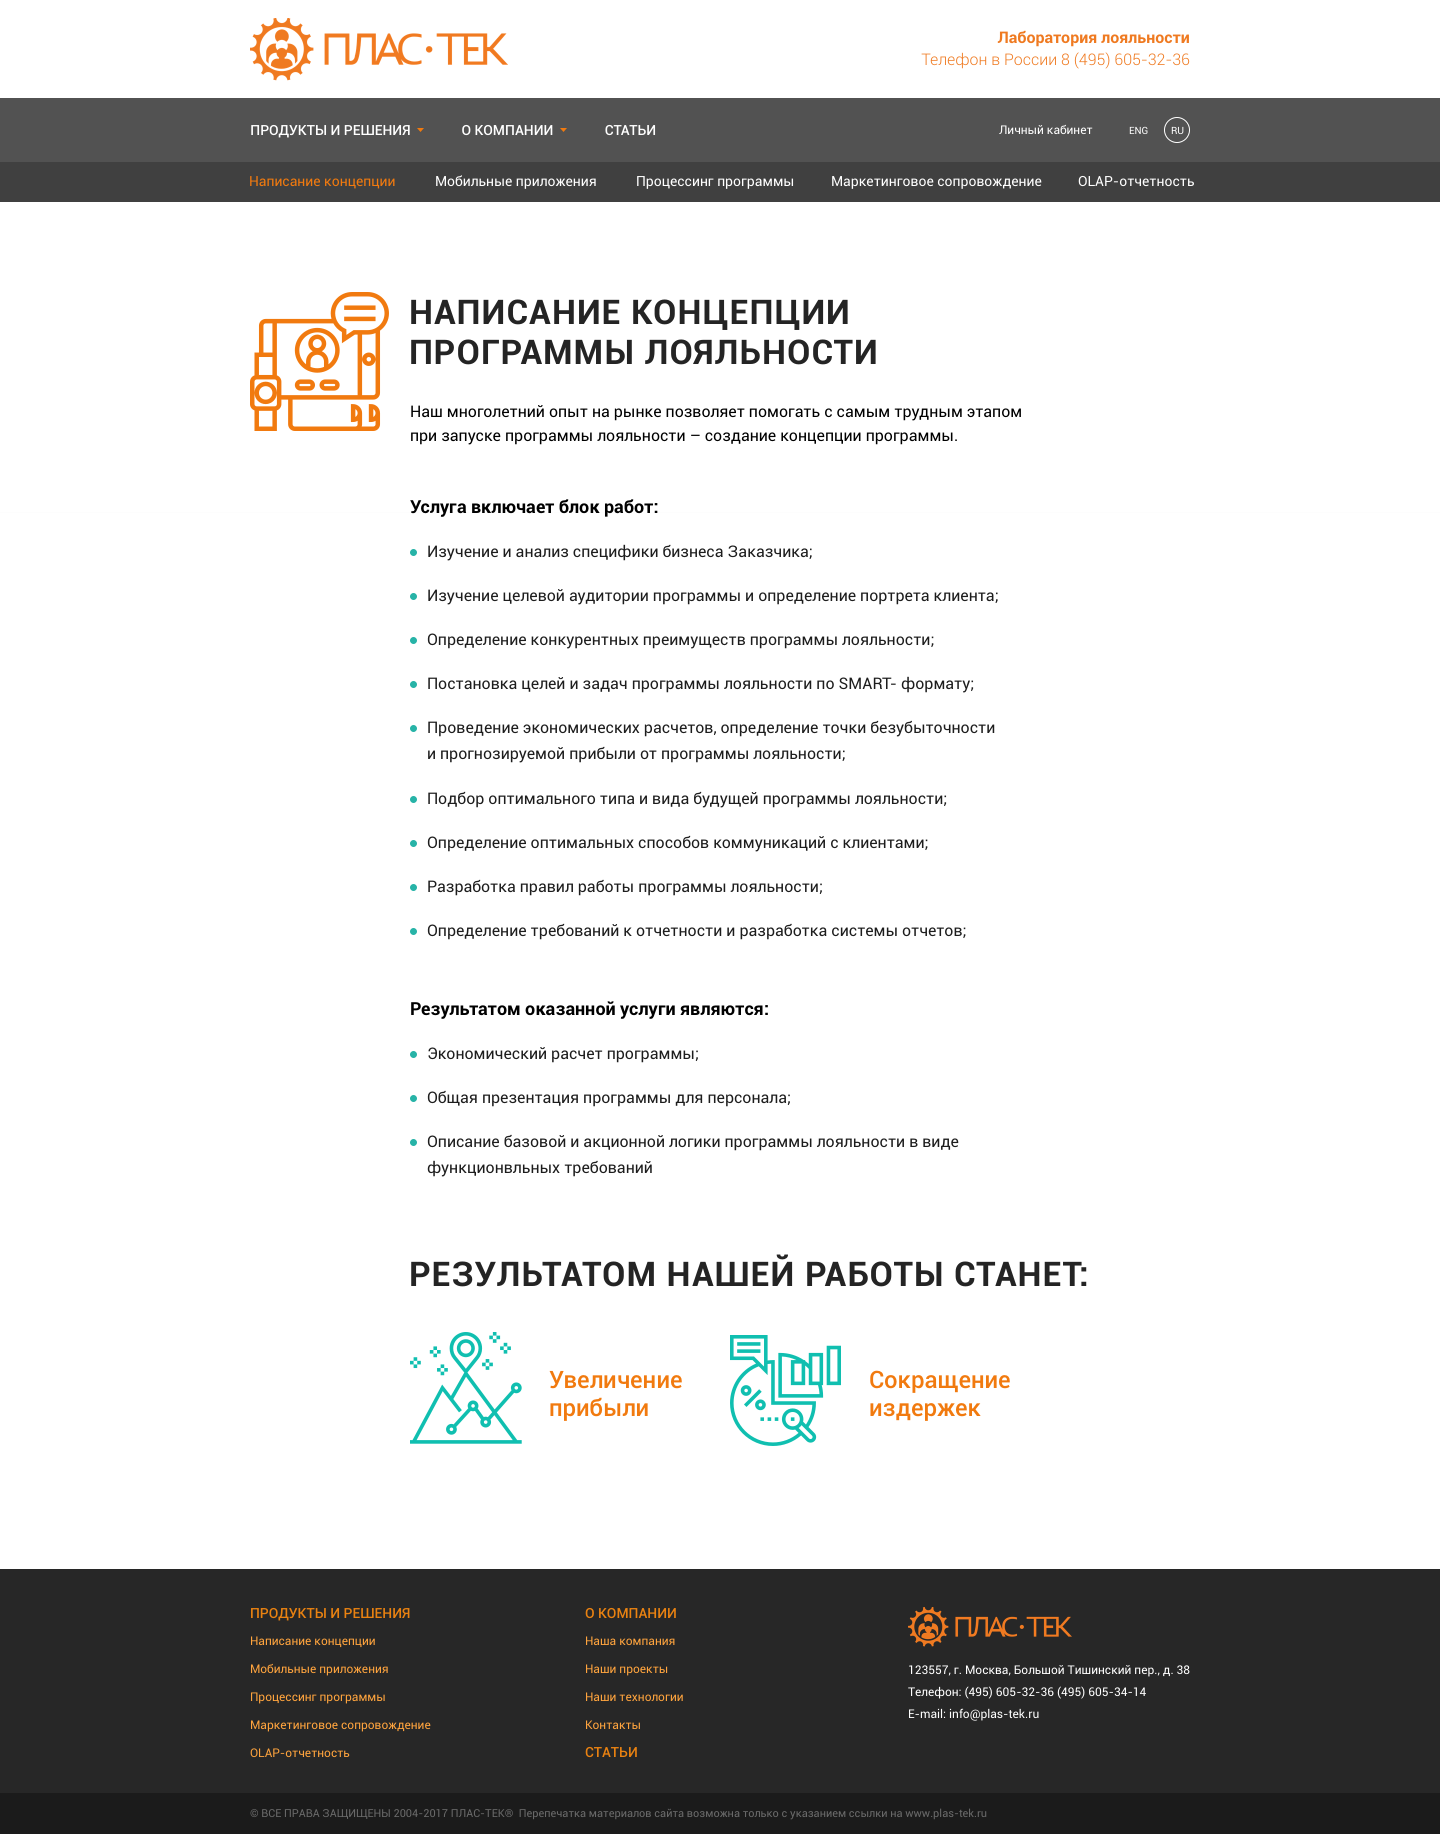 ПЛАС·ТЕК
Лаборатория лояльности
Телефон в России 8 (495) 605-32-36
ПРОДУКТЫ И РЕШЕНИЯ О КОМПАНИИ СТАТЬИ Личный кабинет ENG RU
Написание концепции Мобильные приложения Процессинг программы Маркетинговое сопровождение OLAP-отчетность
НАПИСАНИЕ КОНЦЕПЦИИ
ПРОГРАММЫ ЛОЯЛЬНОСТИ
Наш многолетний опыт на рынке позволяет помогать с самым трудным этапом
при запуске программы лояльности – создание концепции программы.
Услуга включает блок работ:
Изучение и анализ специфики бизнеса Заказчика;
Изучение целевой аудитории программы и определение портрета клиента;
Определение конкурентных преимуществ программы лояльности;
Постановка целей и задач программы лояльности по SMART- формату;
Проведение экономических расчетов, определение точки безубыточности
и прогнозируемой прибыли от программы лояльности;
Подбор оптимального типа и вида будущей программы лояльности;
Определение оптимальных способов коммуникаций с клиентами;
Разработка правил работы программы лояльности;
Определение требований к отчетности и разработка системы отчетов;
Результатом оказанной услуги являются:
Экономический расчет программы;
Общая презентация программы для персонала;
Описание базовой и акционной логики программы лояльности в виде
функционвльных требований
РЕЗУЛЬТАТОМ НАШЕЙ РАБОТЫ СТАНЕТ:
Увеличение
прибыли
%
Сокращение
издержек
ПРОДУКТЫ И РЕШЕНИЯ
Написание концепции
Мобильные приложения
Процессинг программы
Маркетинговое сопровождение
OLAP-отчетность
О КОМПАНИИ
Наша компания
Наши проекты
Наши технологии
Контакты
СТАТЬИ
ПЛАС·ТЕК
123557, г. Москва, Большой Тишинский пер., д. 38
Телефон: (495) 605-32-36 (495) 605-34-14
E-mail: info@plas-tek.ru
© ВСЕ ПРАВА ЗАЩИЩЕНЫ 2004-2017 ПЛАС-ТЕК® Перепечатка материалов сайта возможна только с указанием ссылки на www.plas-tek.ru